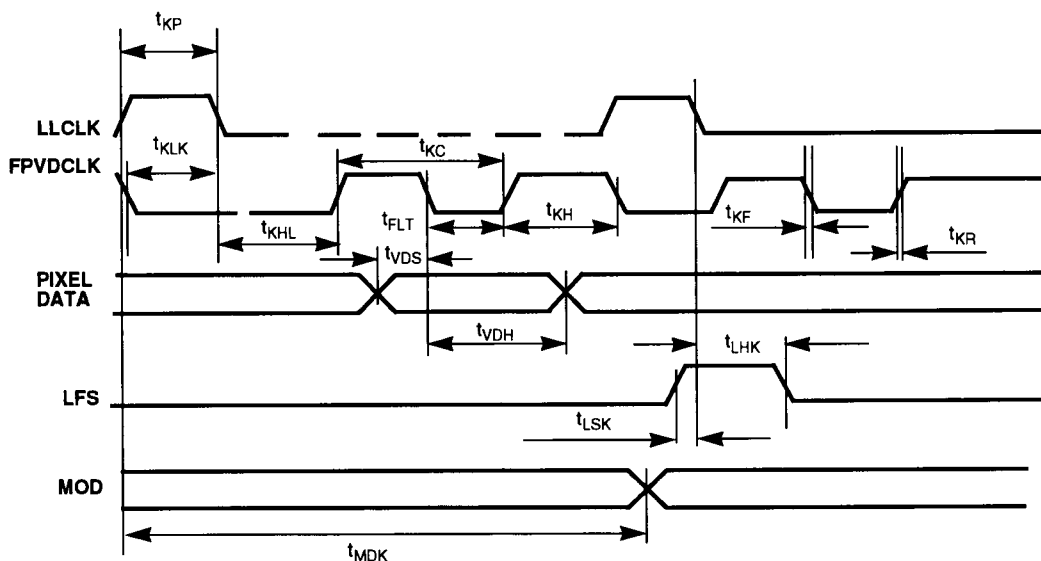 tKP
LLCLK
tKLK
tKC
FPVDCLK
tKHL
tFLT
tKH
tKF
tKR
tVDS
PIXEL
DATA
tVDH
tLHK
LFS
tLSK
MOD
tMDK